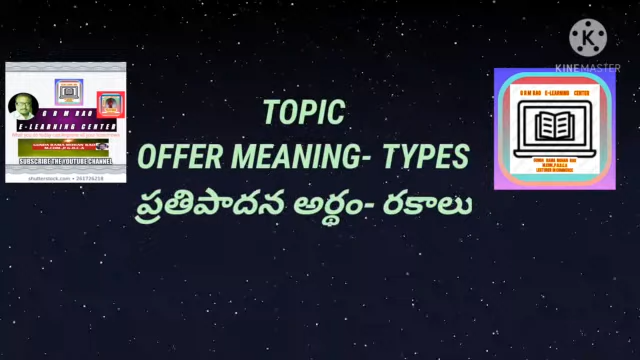 KINEMASTER
G R M RAO
E-LEARNING CENTER
SUBSCRIBE THE YOUTUBE CHANNEL
shutterstock.com •
TOPIC
OFFER MEANING- TYPES
ప్రతిపాదన అర్థం- రకాలు
G R M RAO E-LEARNING CENTER